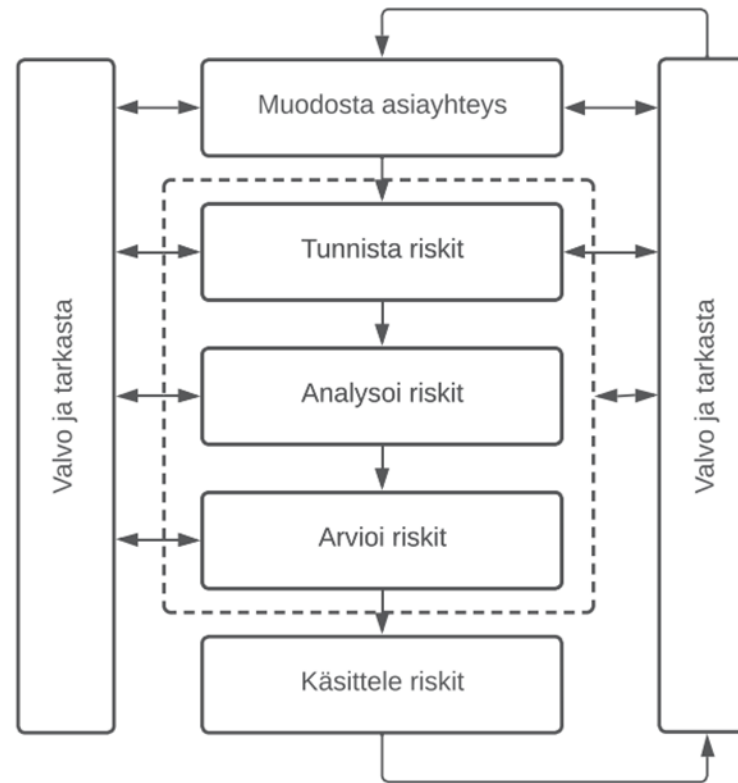 Muodosta asiayhteys
Valvo ja tarkasta
Tunnista riskit
Analysoi riskit
Arvioi riskit
Käsittele riskit
Valvo ja tarkasta